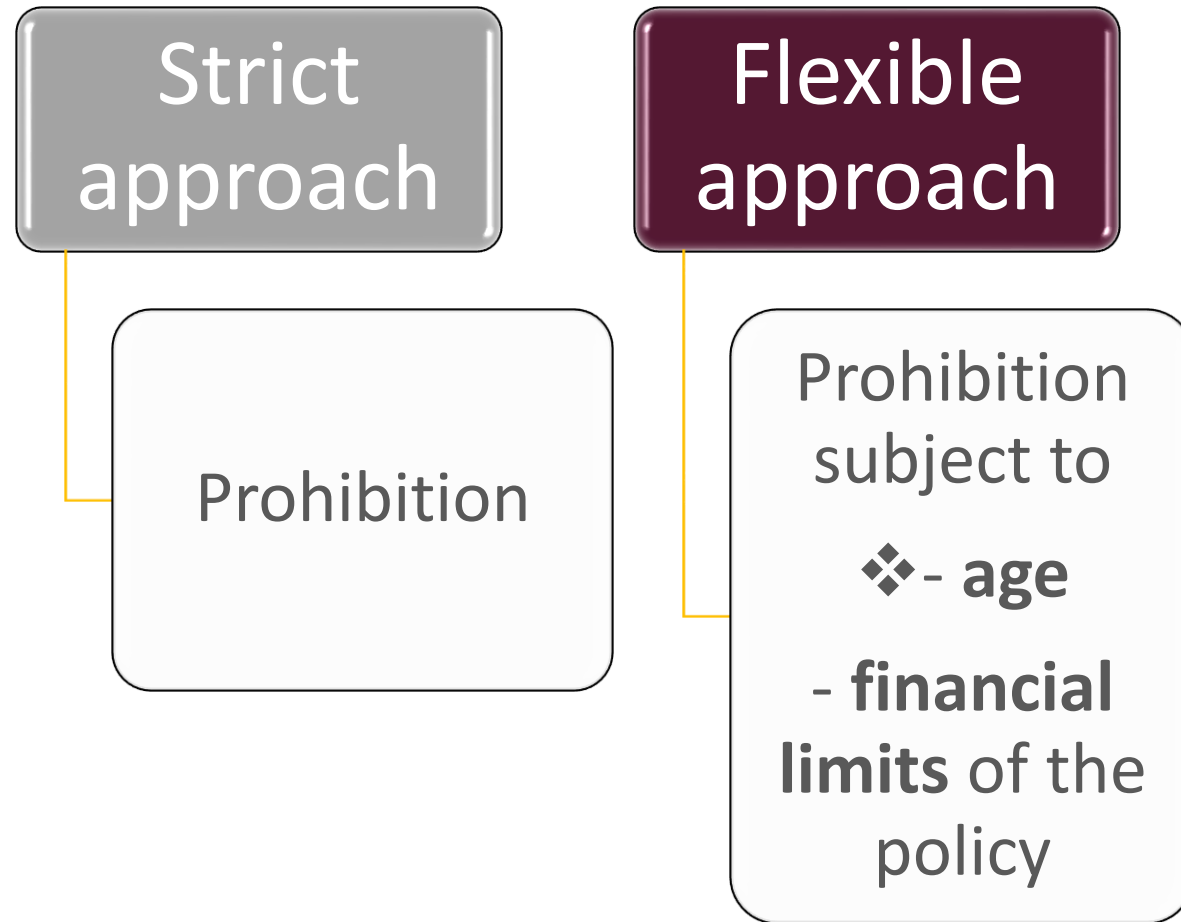 Strict
approach
Prohibition
Flexible
approach
Prohibition
subject to
❖- age
- financial
limits of the
policy